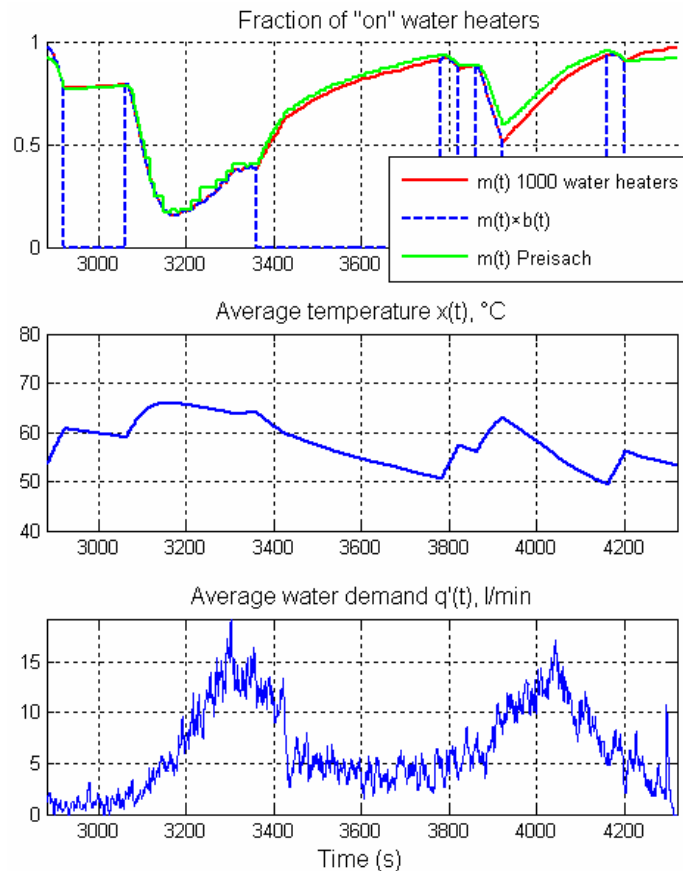 Fraction of "on" water heaters
1
0.5
0
3000 3200 3400 3600
m(t) 1000 water heaters
m(t)×b(t)
m(t) Preisach
Average temperature x(t), °C
80
70
60
50
40
3000 3200 3400 3600 3800 4000 4200
Average water demand q'(t), l/min
15
10
5
0
3000 3200 3400 3600 3800 4000 4200
Time (s)